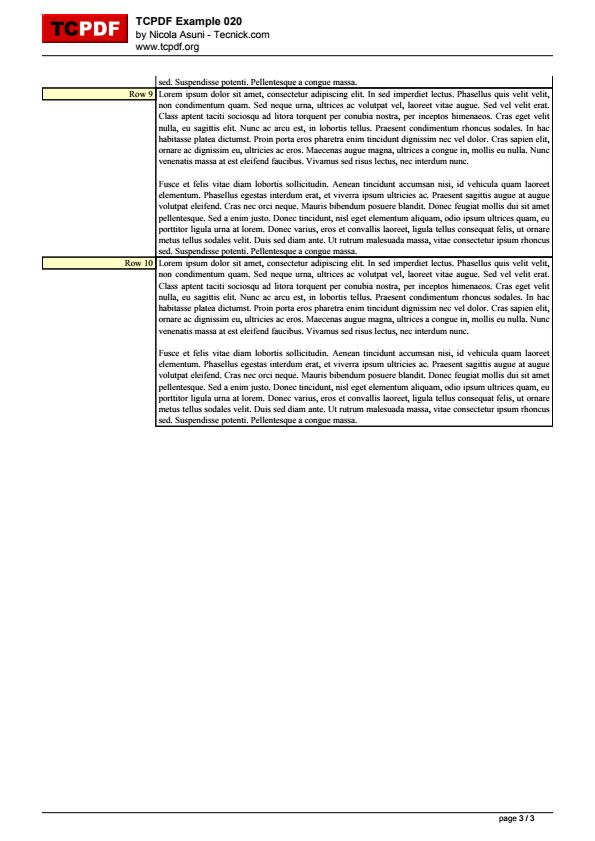 TCPDF
TCPDF Example 020
by Nicola Asuni - Tecnick.com
www.tcpdf.org
sed. Suspendisse potenti. Pellentesque a congue massa.
Row 9
Lorem ipsum dolor sit amet, consectetur adipiscing elit. In sed imperdiet lectus. Phasellus quis velit velit,
non condimentum quam. Sed neque urna, ultrices ac volutpat vel, laoreet vitae augue. Sed vel velit erat.
Class aptent taciti sociosqu ad litora torquent per conubia nostra, per inceptos himenaeos. Cras eget velit
nulla, eu sagittis elit. Nunc ac arcu est, in lobortis tellus. Praesent condimentum rhoncus sodales. In hac
habitasse platea dictumst. Proin porta eros pharetra enim tincidunt dignissim nec vel dolor. Cras sapien elit,
ornare ac dignissim eu, ultricies ac eros. Maecenas augue magna, ultrices a congue in, mollis eu nulla. Nunc
venenatis massa at est eleifend faucibus. Vivamus sed risus lectus, nec interdum nunc.
Fusce et felis vitae diam lobortis sollicitudin. Aenean tincidunt accumsan nisi, id vehicula quam laoreet
elementum. Phasellus egestas interdum erat, et viverra ipsum ultricies ac. Praesent sagittis augue at augue
volutpat eleifend. Cras nec orci neque. Mauris bibendum posuere blandit. Donec feugiat mollis dui sit amet
pellentesque. Sed a enim justo. Donec tincidunt, nisl eget elementum aliquam, odio ipsum ultrices quam, eu
porttitor ligula urna at lorem. Donec varius, eros et convallis laoreet, ligula tellus consequat felis, ut ornare
metus tellus sodales velit. Duis sed diam ante. Ut rutrum malesuada massa, vitae consectetur ipsum rhoncus
sed. Suspendisse potenti. Pellentesque a congue massa.
Row 10
Lorem ipsum dolor sit amet, consectetur adipiscing elit. In sed imperdiet lectus. Phasellus quis velit velit,
non condimentum quam. Sed neque urna, ultrices ac volutpat vel, laoreet vitae augue. Sed vel velit erat.
Class aptent taciti sociosqu ad litora torquent per conubia nostra, per inceptos himenaeos. Cras eget velit
nulla, eu sagittis elit. Nunc ac arcu est, in lobortis tellus. Praesent condimentum rhoncus sodales. In hac
habitasse platea dictumst. Proin porta eros pharetra enim tincidunt dignissim nec vel dolor. Cras sapien elit,
ornare ac dignissim eu, ultricies ac eros. Maecenas augue magna, ultrices a congue in, mollis eu nulla. Nunc
venenatis massa at est eleifend faucibus. Vivamus sed risus lectus, nec interdum nunc.
Fusce et felis vitae diam lobortis sollicitudin. Aenean tincidunt accumsan nisi, id vehicula quam laoreet
elementum. Phasellus egestas interdum erat, et viverra ipsum ultricies ac. Praesent sagittis augue at augue
volutpat eleifend. Cras nec orci neque. Mauris bibendum posuere blandit. Donec feugiat mollis dui sit amet
pellentesque. Sed a enim justo. Donec tincidunt, nisl eget elementum aliquam, odio ipsum ultrices quam, eu
porttitor ligula urna at lorem. Donec varius, eros et convallis laoreet, ligula tellus consequat felis, ut ornare
metus tellus sodales velit. Duis sed diam ante. Ut rutrum malesuada massa, vitae consectetur ipsum rhoncus
sed. Suspendisse potenti. Pellentesque a congue massa.
page 3 / 3